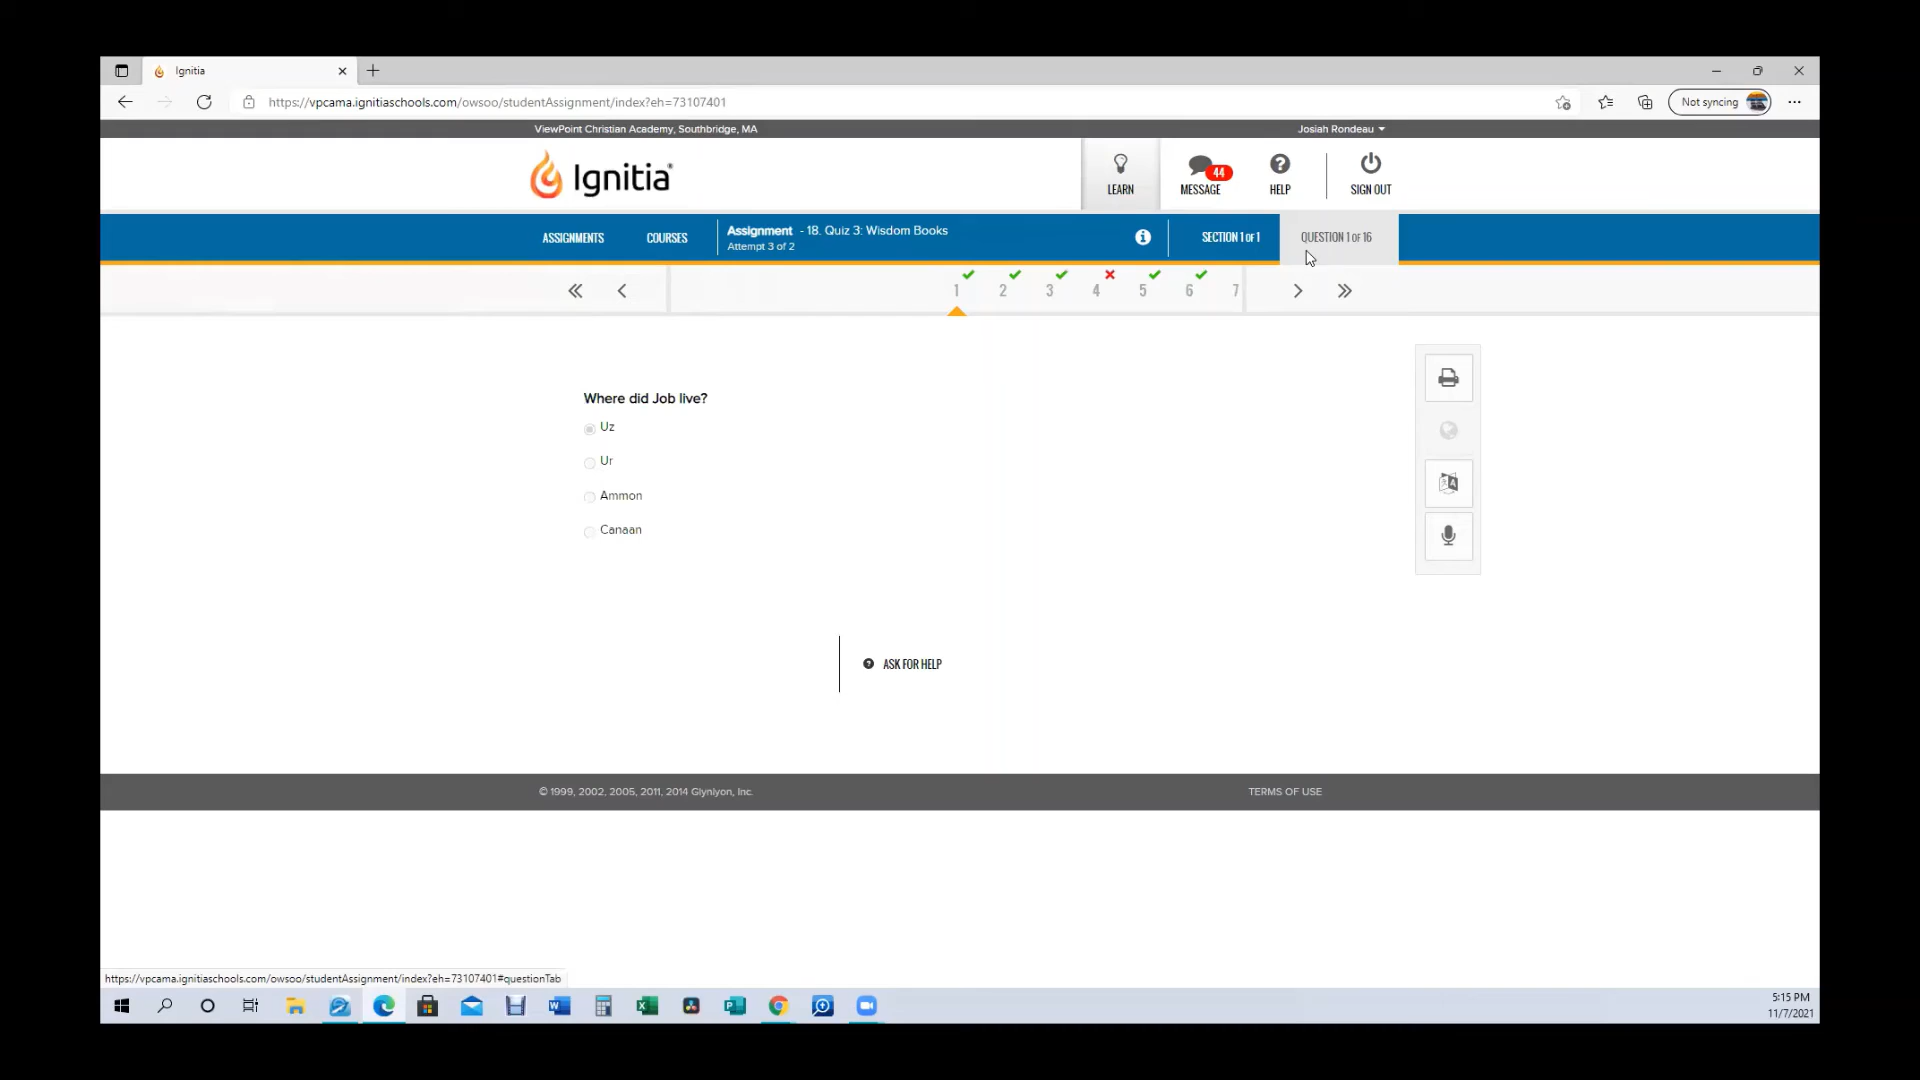 Ignitia
https://vpcama.ignitiaschools.com/owsoo/studentAssignment/index?eh=73107401
Not syncing
ViewPoint Christian Academy, Southbridge, MA
Josiah Rondeau
Ignitia
LEARN
44
MESSAGE
HELP
SIGN OUT
ASSIGNMENTS
COURSES
Assignment - 18. Quiz 3: Wisdom Books
Attempt 3 of 2
SECTION 1 OF 1
QUESTION 1 OF 16
1 2 3 4 5 6 7
Where did Job live?
Uz
Ur
Ammon
Canaan
ASK FOR HELP
© 1999, 2002, 2005, 2011, 2014 Glynlyon, Inc.
TERMS OF USE
https://vpcama.ignitiaschools.com/owsoo/studentAssignment/index?eh=73107401#questionTab
5:15 PM
11/7/2021